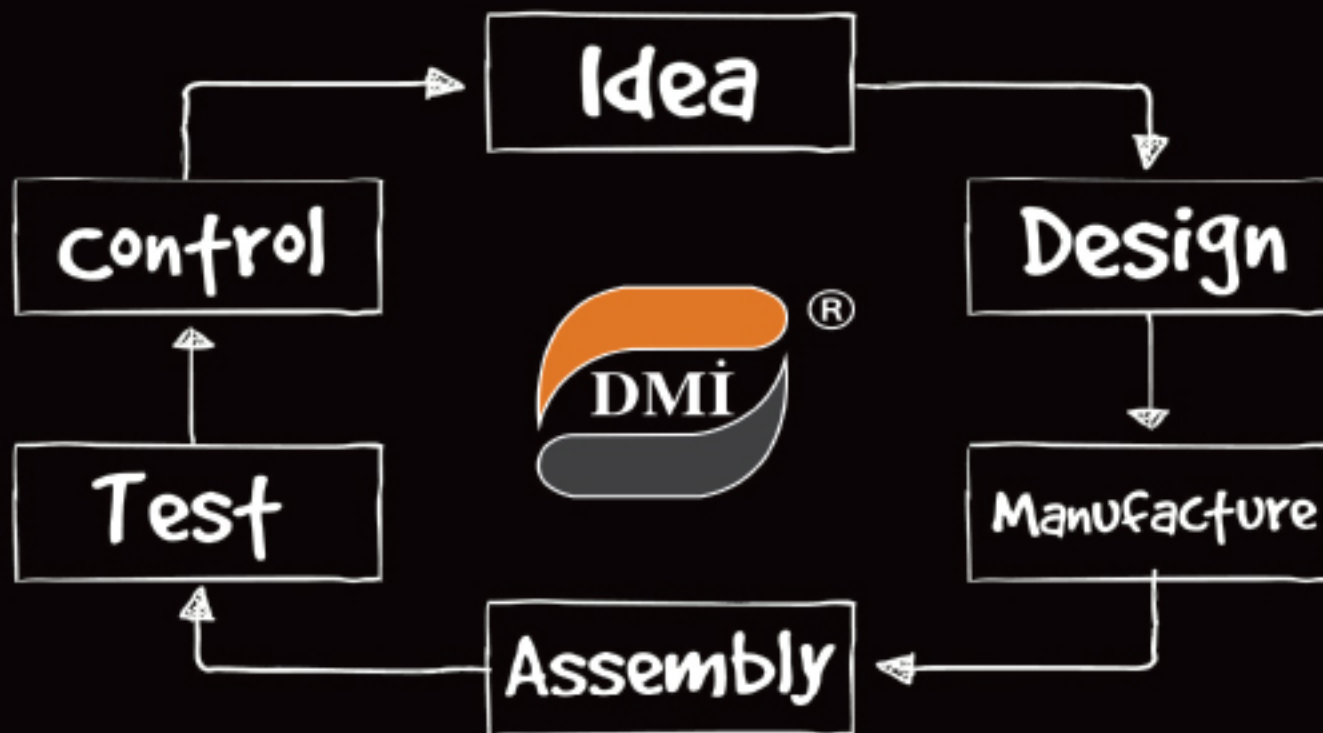 Idea
Control
Design
DMİ ®
Test
Manufacture
Assembly